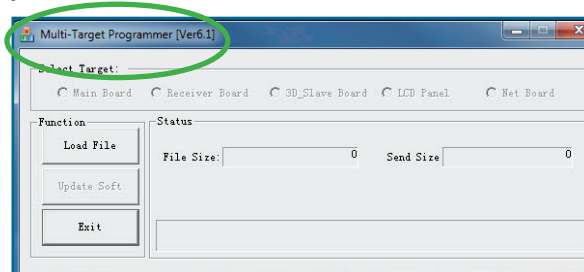 Multi-Target Programmer [Ver6.1]
Select Target:
Main Board Receiver Board 3D_Slave Board LCD Panel Net Board
Function
Status
Load File
File Size: 0 Send Size 0
Update Soft
Exit